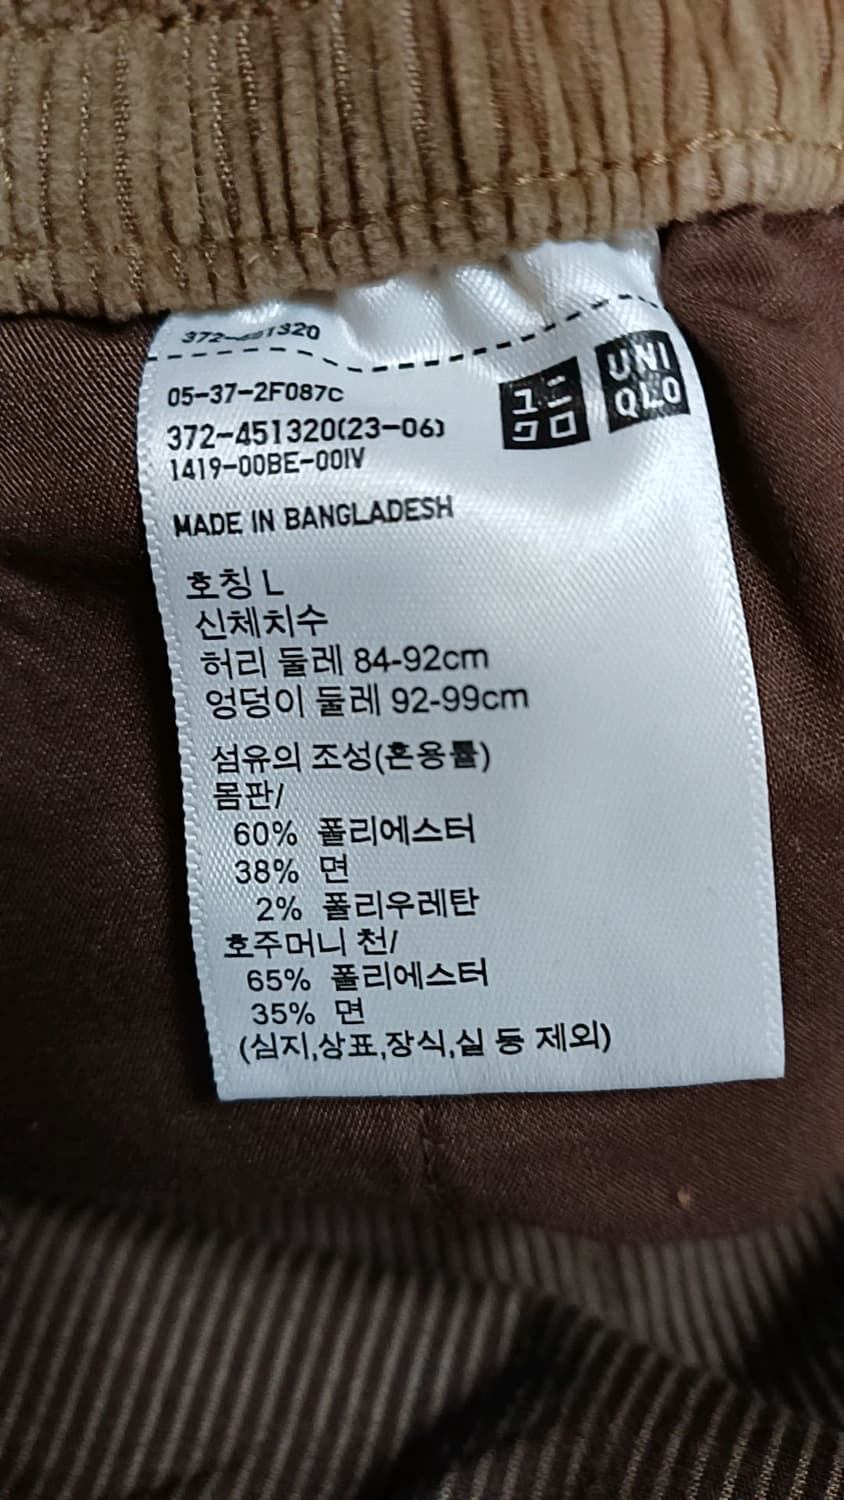 372-451320
05-37-2F087C
372-451320(23-06)
1419-00BE-00IV
ユニ
クロ
UNI
QLO
MADE IN BANGLADESH
호칭 L
신체치수
허리 둘레 84-92cm
엉덩이 둘레 92-99cm
섬유의 조성(혼용률)
몸판/
60% 폴리에스터
38% 면
2% 폴리우레탄
호주머니 천/
65% 폴리에스터
35% 면
(심지,상표,장식,실 등 제외)